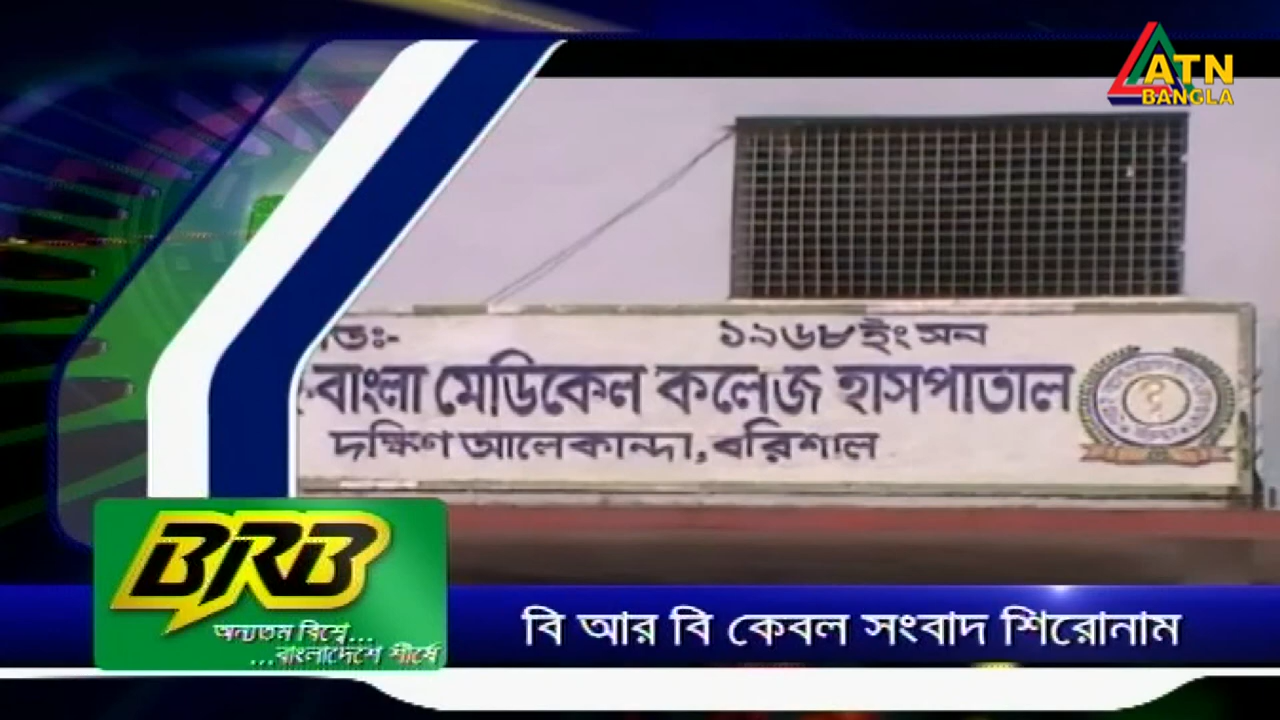 ATN
BANGLA
১৯৬৮ইং সন
বাংলা মেডিকেল কলেজ হাসপাতাল
দক্ষিণ আলেকান্দা, বরিশাল
BRB
অন্যতম বিশ্বে...
...বাংলাদেশে শীর্ষে
বি আর বি কেবল সংবাদ শিরোনাম